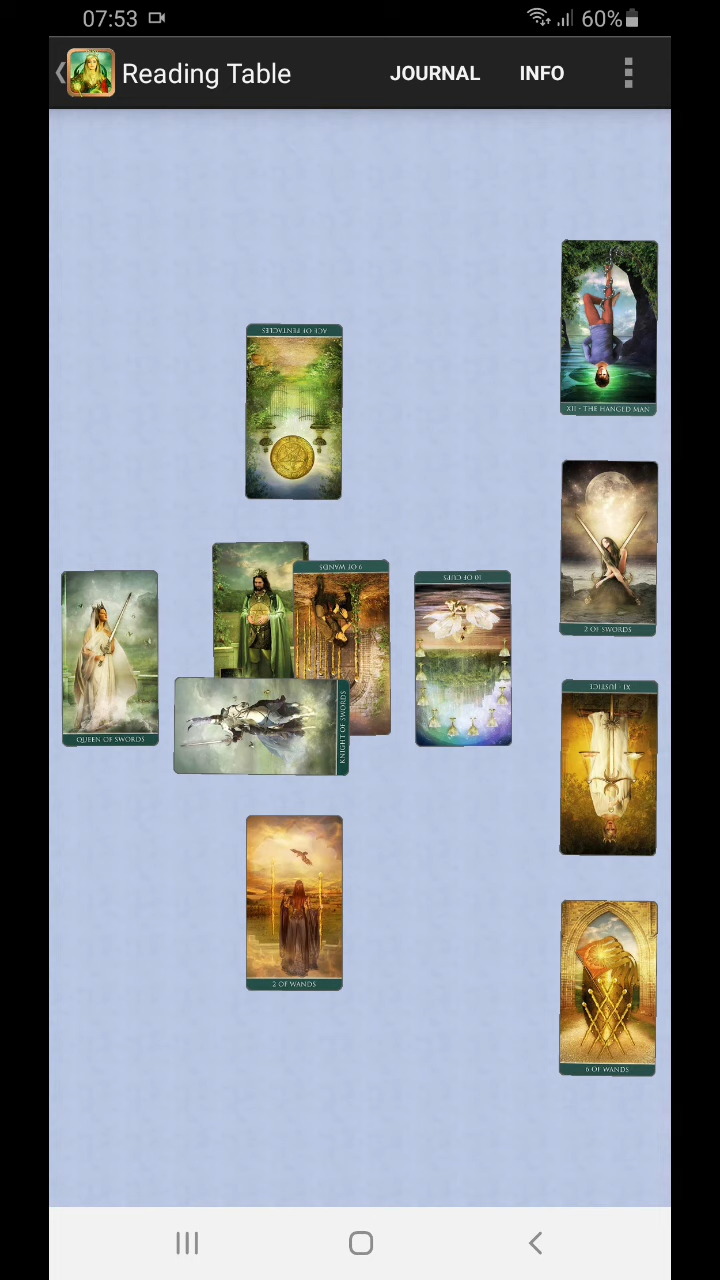 07:53
60%
Reading Table JOURNAL INFO
XII - THE HANGED MAN
ACE OF PENTACLES
2 OF SWORDS
9 OF WANDS
10 OF CUPS
QUEEN OF SWORDS
KNIGHT OF SWORDS
XI - JUSTICE
2 OF WANDS
6 OF WANDS